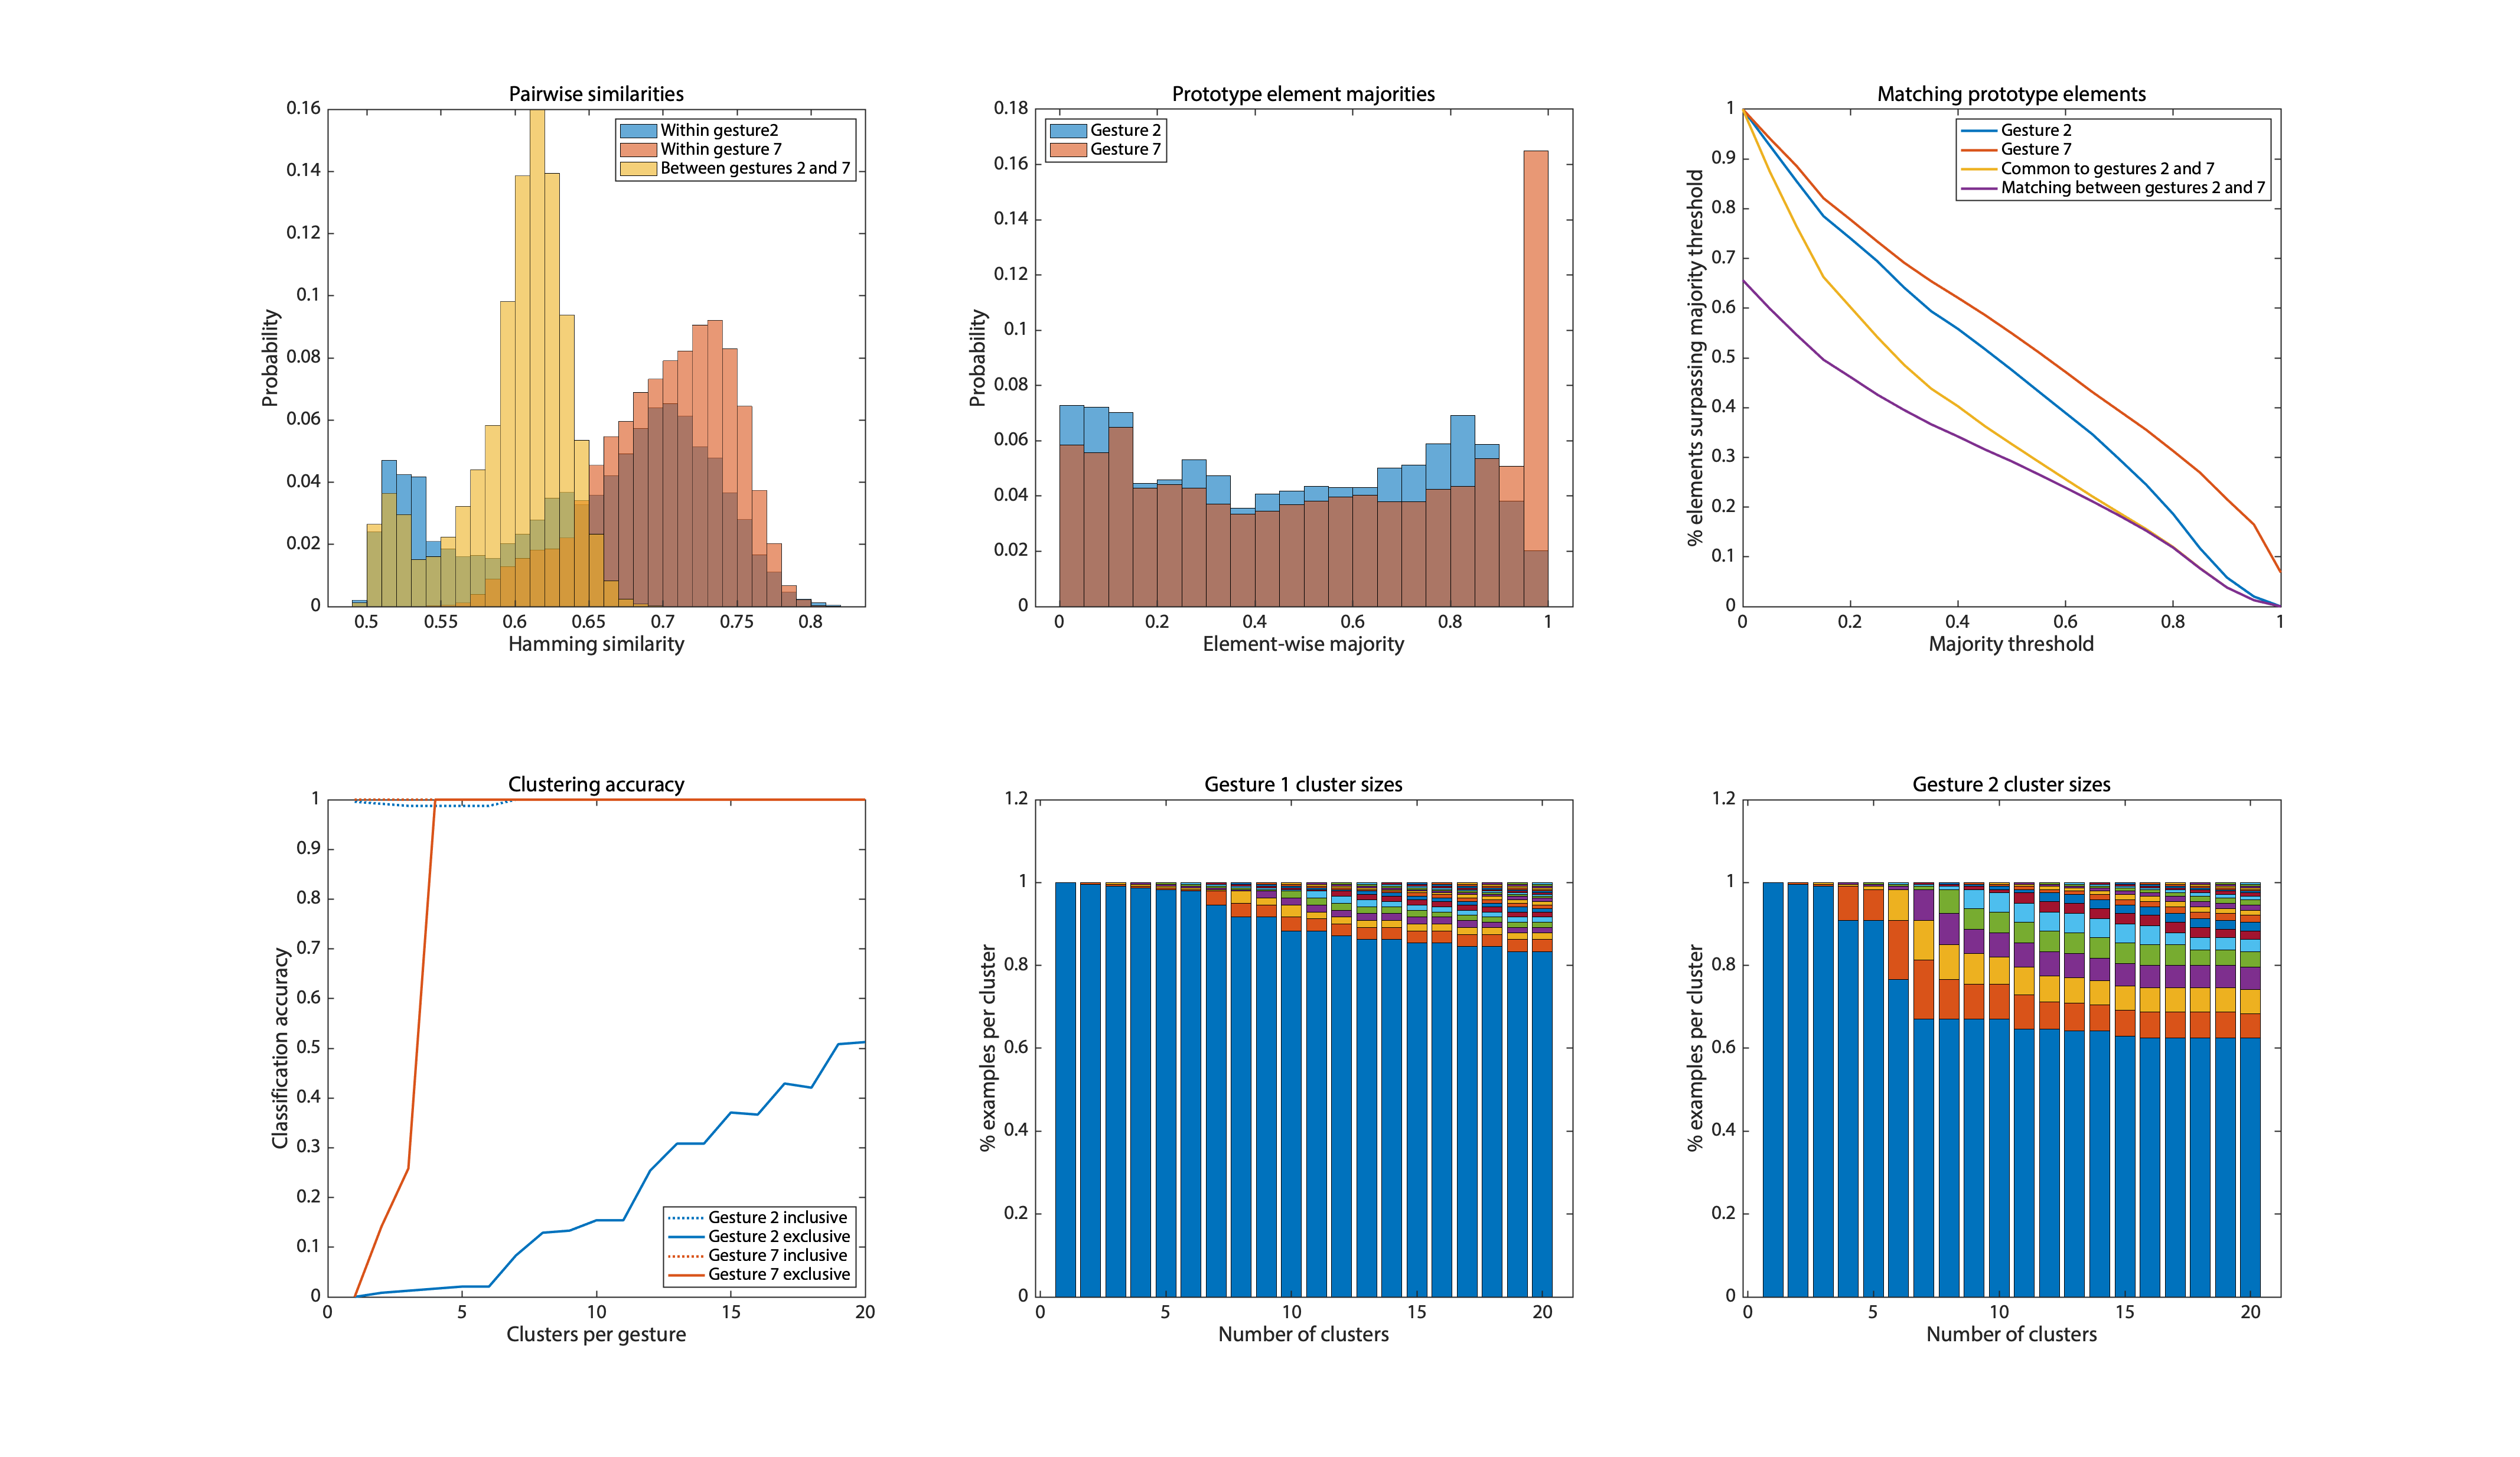 Pairwise similarities
0.16
0.14
0.12
0.1
0.08
0.06
0.04
0.02
0
Probability
Within gesture2
Within gesture 7
Between gestures 2 and 7
0.5 0.55 0.6 0.65 0.7 0.75 0.8
Hamming similarity
Prototype element majorities
0.18
0.16
0.14
0.12
0.1
0.08
0.06
0.04
0.02
0
Probability
Gesture 2
Gesture 7
0 0.2 0.4 0.6 0.8 1
Element-wise majority
Matching prototype elements
1
0.9
0.8
0.7
0.6
0.5
0.4
0.3
0.2
0.1
0
% elements surpassing majority threshold
Gesture 2
Gesture 7
Common to gestures 2 and 7
Matching between gestures 2 and 7
0 0.2 0.4 0.6 0.8 1
Majority threshold
Clustering accuracy
1
0.9
0.8
0.7
0.6
0.5
0.4
0.3
0.2
0.1
0
Classification accuracy
Gesture 2 inclusive
Gesture 2 exclusive
Gesture 7 inclusive
Gesture 7 exclusive
0 5 10 15 20
Clusters per gesture
Gesture 1 cluster sizes
1.2
1
0.8
0.6
0.4
0.2
0
% examples per cluster
0 5 10 15 20
Number of clusters
Gesture 2 cluster sizes
1.2
1
0.8
0.6
0.4
0.2
0
% examples per cluster
0 5 10 15 20
Number of clusters